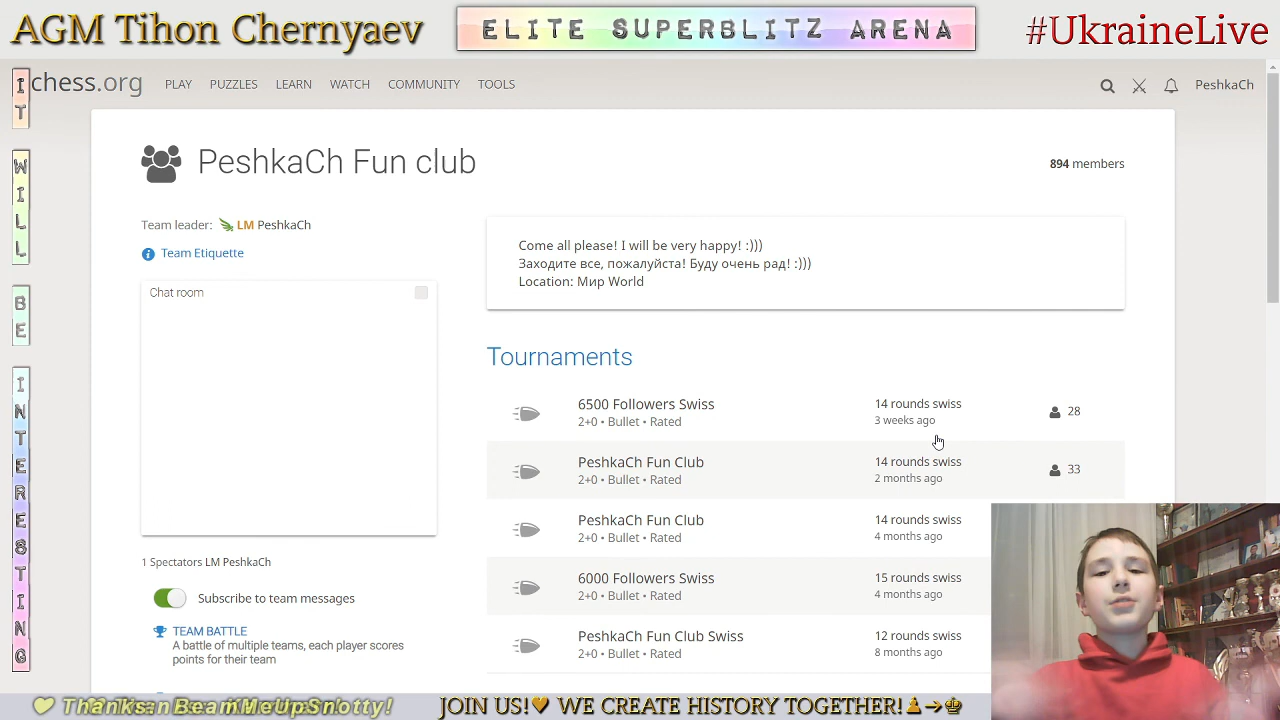 AGM Tihon Chernyaev
ELITE SUPERBLITZ ARENA
#UkraineLive
chess.org
PLAY
PUZZLES
LEARN
WATCH
COMMUNITY
TOOLS
PeshkaCh
IT
WILL
BE
INTERESTING
PeshkaCh Fun club
894 members
Team leader: LM PeshkaCh
Team Etiquette
Chat room
1 Spectators LM PeshkaCh
Subscribe to team messages
TEAM BATTLE
A battle of multiple teams, each player scores
points for their team
Come all please! I will be very happy! :)))
Заходите все, пожалуйста! Буду очень рад! :)))
Location: Мир World
Tournaments
6500 Followers Swiss
2+0 • Bullet • Rated
14 rounds swiss
3 weeks ago
28
PeshkaCh Fun Club
2+0 • Bullet • Rated
14 rounds swiss
2 months ago
33
PeshkaCh Fun Club
2+0 • Bullet • Rated
14 rounds swiss
4 months ago
6000 Followers Swiss
2+0 • Bullet • Rated
15 rounds swiss
4 months ago
PeshkaCh Fun Club Swiss
2+0 • Bullet • Rated
12 rounds swiss
8 months ago
BeamMeUpSnotty!
JOIN US!🧡 WE CREATE HISTORY TOGETHER!♟→♚